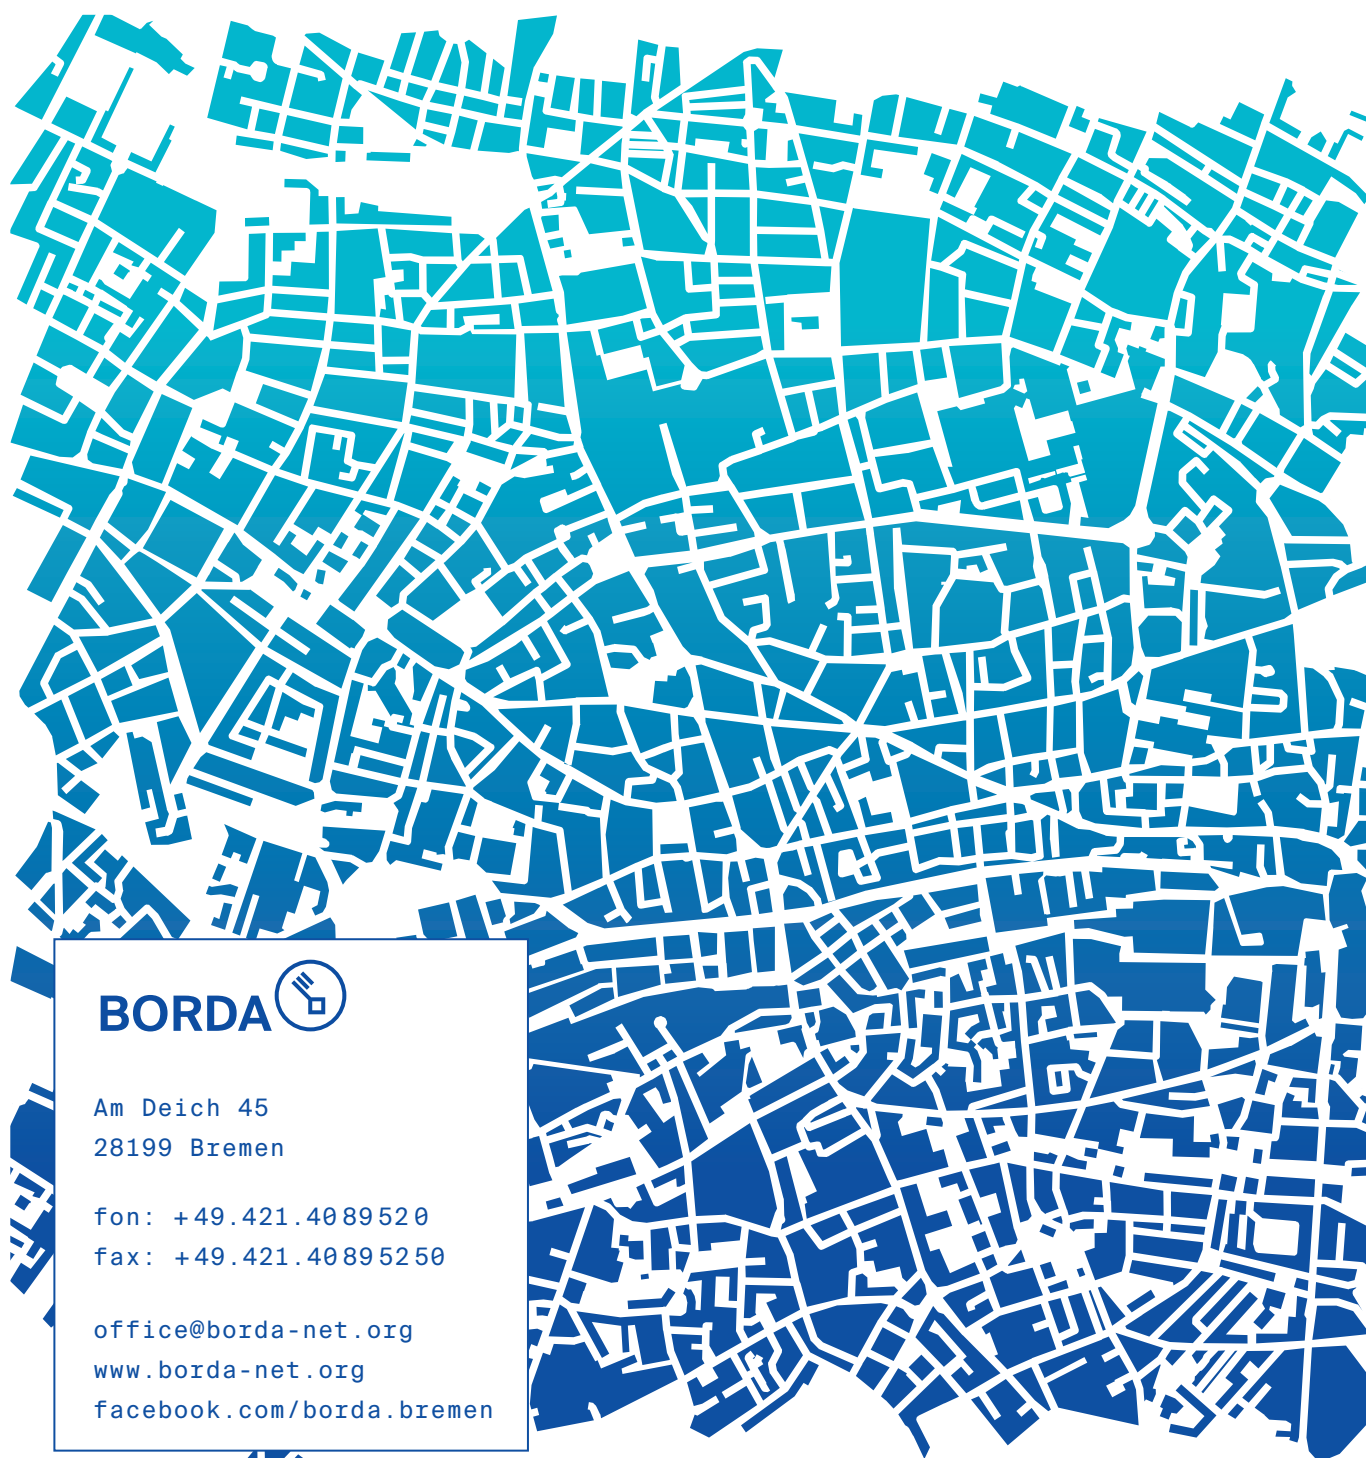 BORDA
Am Deich 45
28199 Bremen
fon: +49.421.4089520
fax: +49.421.40895250
office@borda-net.org
www.borda-net.org
facebook.com/borda.bremen